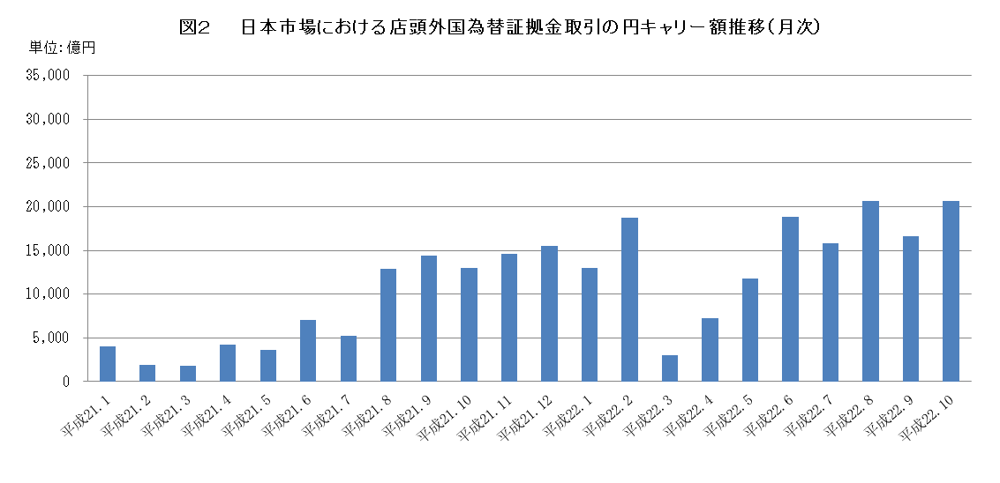 図2　日本市場における店頭外国為替証拠金取引の円キャリー額推移(月次)
単位:億円
35,000
30,000
25,000
20,000
15,000
10,000
5,000
0
平成21.1
平成21.2
平成21.3
平成21.4
平成21.5
平成21.6
平成21.7
平成21.8
平成21.9
平成21.10
平成21.11
平成21.12
平成22.1
平成22.2
平成22.3
平成22.4
平成22.5
平成22.6
平成22.7
平成22.8
平成22.9
平成22.10